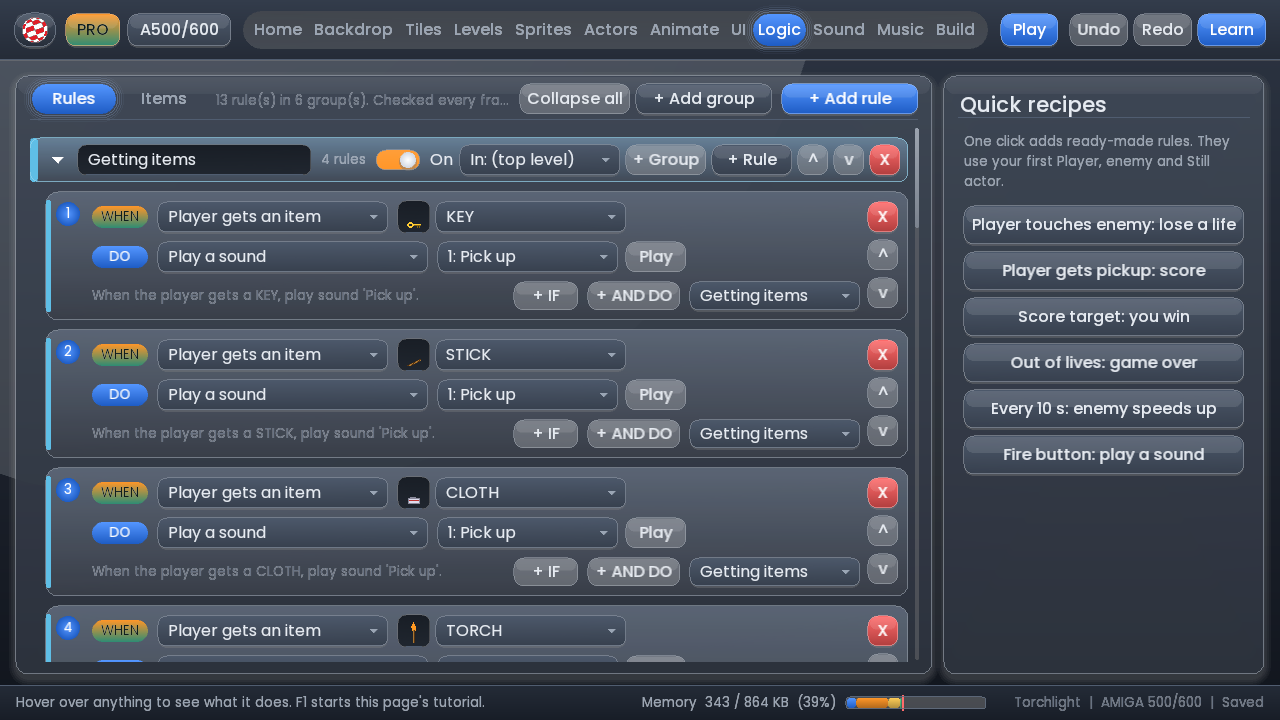 PRO A500/600 Home Backdrop Tiles Levels Sprites Actors Animate UI Logic Sound Music Build Play Undo Redo Learn
Rules Items 13 rule(s) in 6 group(s). Checked every fra... Collapse all + Add group + Add rule
Getting items 4 rules On In: (top level) + Group + Rule ^ v X
1 WHEN Player gets an item KEY X
DO Play a sound 1: Pick up Play ^
When the player gets a KEY, play sound 'Pick up'. + IF + AND DO Getting items v
2 WHEN Player gets an item STICK X
DO Play a sound 1: Pick up Play ^
When the player gets a STICK, play sound 'Pick up'. + IF + AND DO Getting items v
3 WHEN Player gets an item CLOTH X
DO Play a sound 1: Pick up Play ^
When the player gets a CLOTH, play sound 'Pick up'. + IF + AND DO Getting items v
4 WHEN Player gets an item TORCH X
Quick recipes
One click adds ready-made rules. They
use your first Player, enemy and Still
actor.
Player touches enemy: lose a life
Player gets pickup: score
Score target: you win
Out of lives: game over
Every 10 s: enemy speeds up
Fire button: play a sound
Hover over anything to see what it does. F1 starts this page's tutorial. Memory 343 / 864 KB (39%) Torchlight | AMIGA 500/600 | Saved